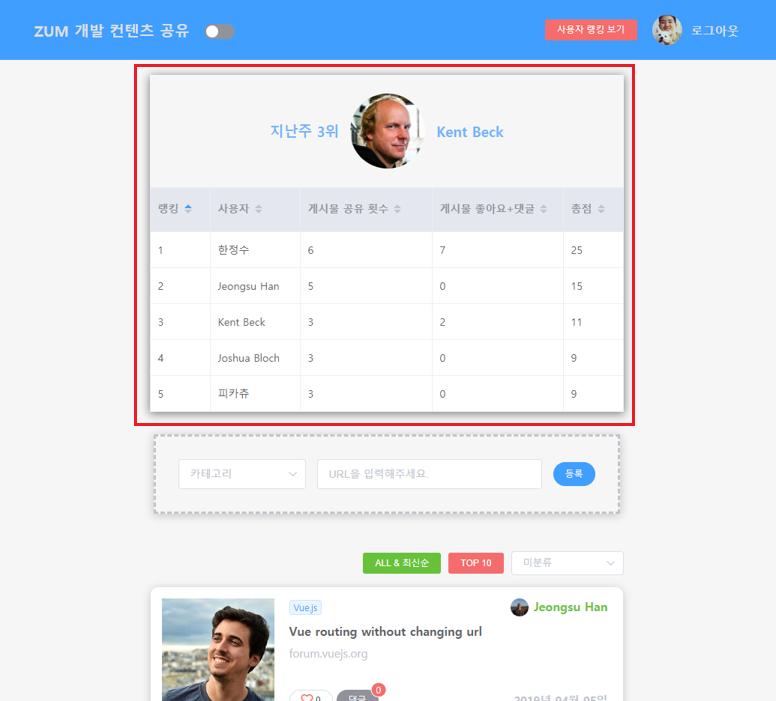 ZUM 개발 컨텐츠 공유
사용자 랭킹 보기
로그아웃
지난주 3위
Kent Beck
랭킹 사용자 게시물 공유 횟수 게시물 좋아요+댓글 총점
1 한정수 6 7 25
2 Jeongsu Han 5 0 15
3 Kent Beck 3 2 11
4 Joshua Bloch 3 0 9
5 피카츄 3 0 9
카테고리
URL을 입력해주세요.
등록
ALL & 최신순
TOP 10
미분류
Vue.js
Jeongsu Han
Vue routing without changing url
forum.vuejs.org
0
댓글
0
2019년 04월 05일